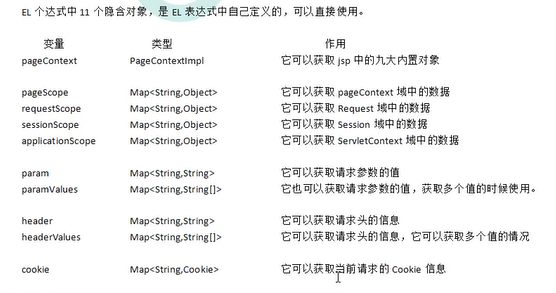 EL 个达式中 11 个隐含对象，是 EL 表达式中自己定义的，可以直接使用。
变量 类型 作用
pageContext PageContextImpl 它可以获取 jsp 中的九大内置对象
pageScope Map<String,Object> 它可以获取 pageContext 域中的数据
requestScope Map<String,Object> 它可以获取 Request 域中的数据
sessionScope Map<String,Object> 它可以获取 Session 域中的数据
applicationScope Map<String,Object> 它可以获取 ServletContext 域中的数据
param Map<String,String> 它可以获取请求参数的值
paramValues Map<String,String[]> 它也可以获取请求参数的值，获取多个值的时候使用。
header Map<String,String> 它可以获取请求头的信息
headerValues Map<String,String[]> 它可以获取请求头的信息，它可以获取多个值的情况
cookie Map<String,Cookie> 它可以获取当前请求的 Cookie 信息